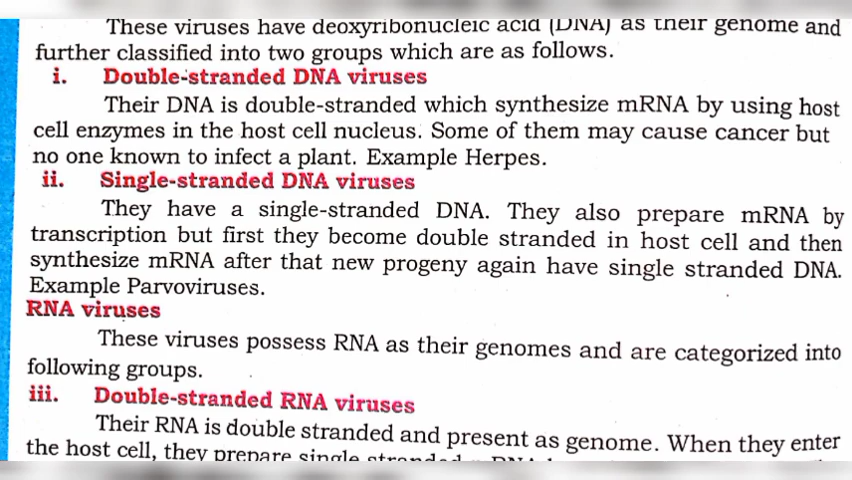 These viruses have deoxyribonucleic acid (DNA) as their genome and
further classified into two groups which are as follows.
i. Double-stranded DNA viruses
Their DNA is double-stranded which synthesize mRNA by using host
cell enzymes in the host cell nucleus. Some of them may cause cancer but
no one known to infect a plant. Example Herpes.
ii. Single-stranded DNA viruses
They have a single-stranded DNA. They also prepare mRNA by
transcription but first they become double stranded in host cell and then
synthesize mRNA after that new progeny again have single stranded DNA.
Example Parvoviruses.
RNA viruses
These viruses possess RNA as their genomes and are categorized into
following groups.
iii. Double-stranded RNA viruses
Their RNA is double stranded and present as genome. When they enter
the host cell, they prepare single